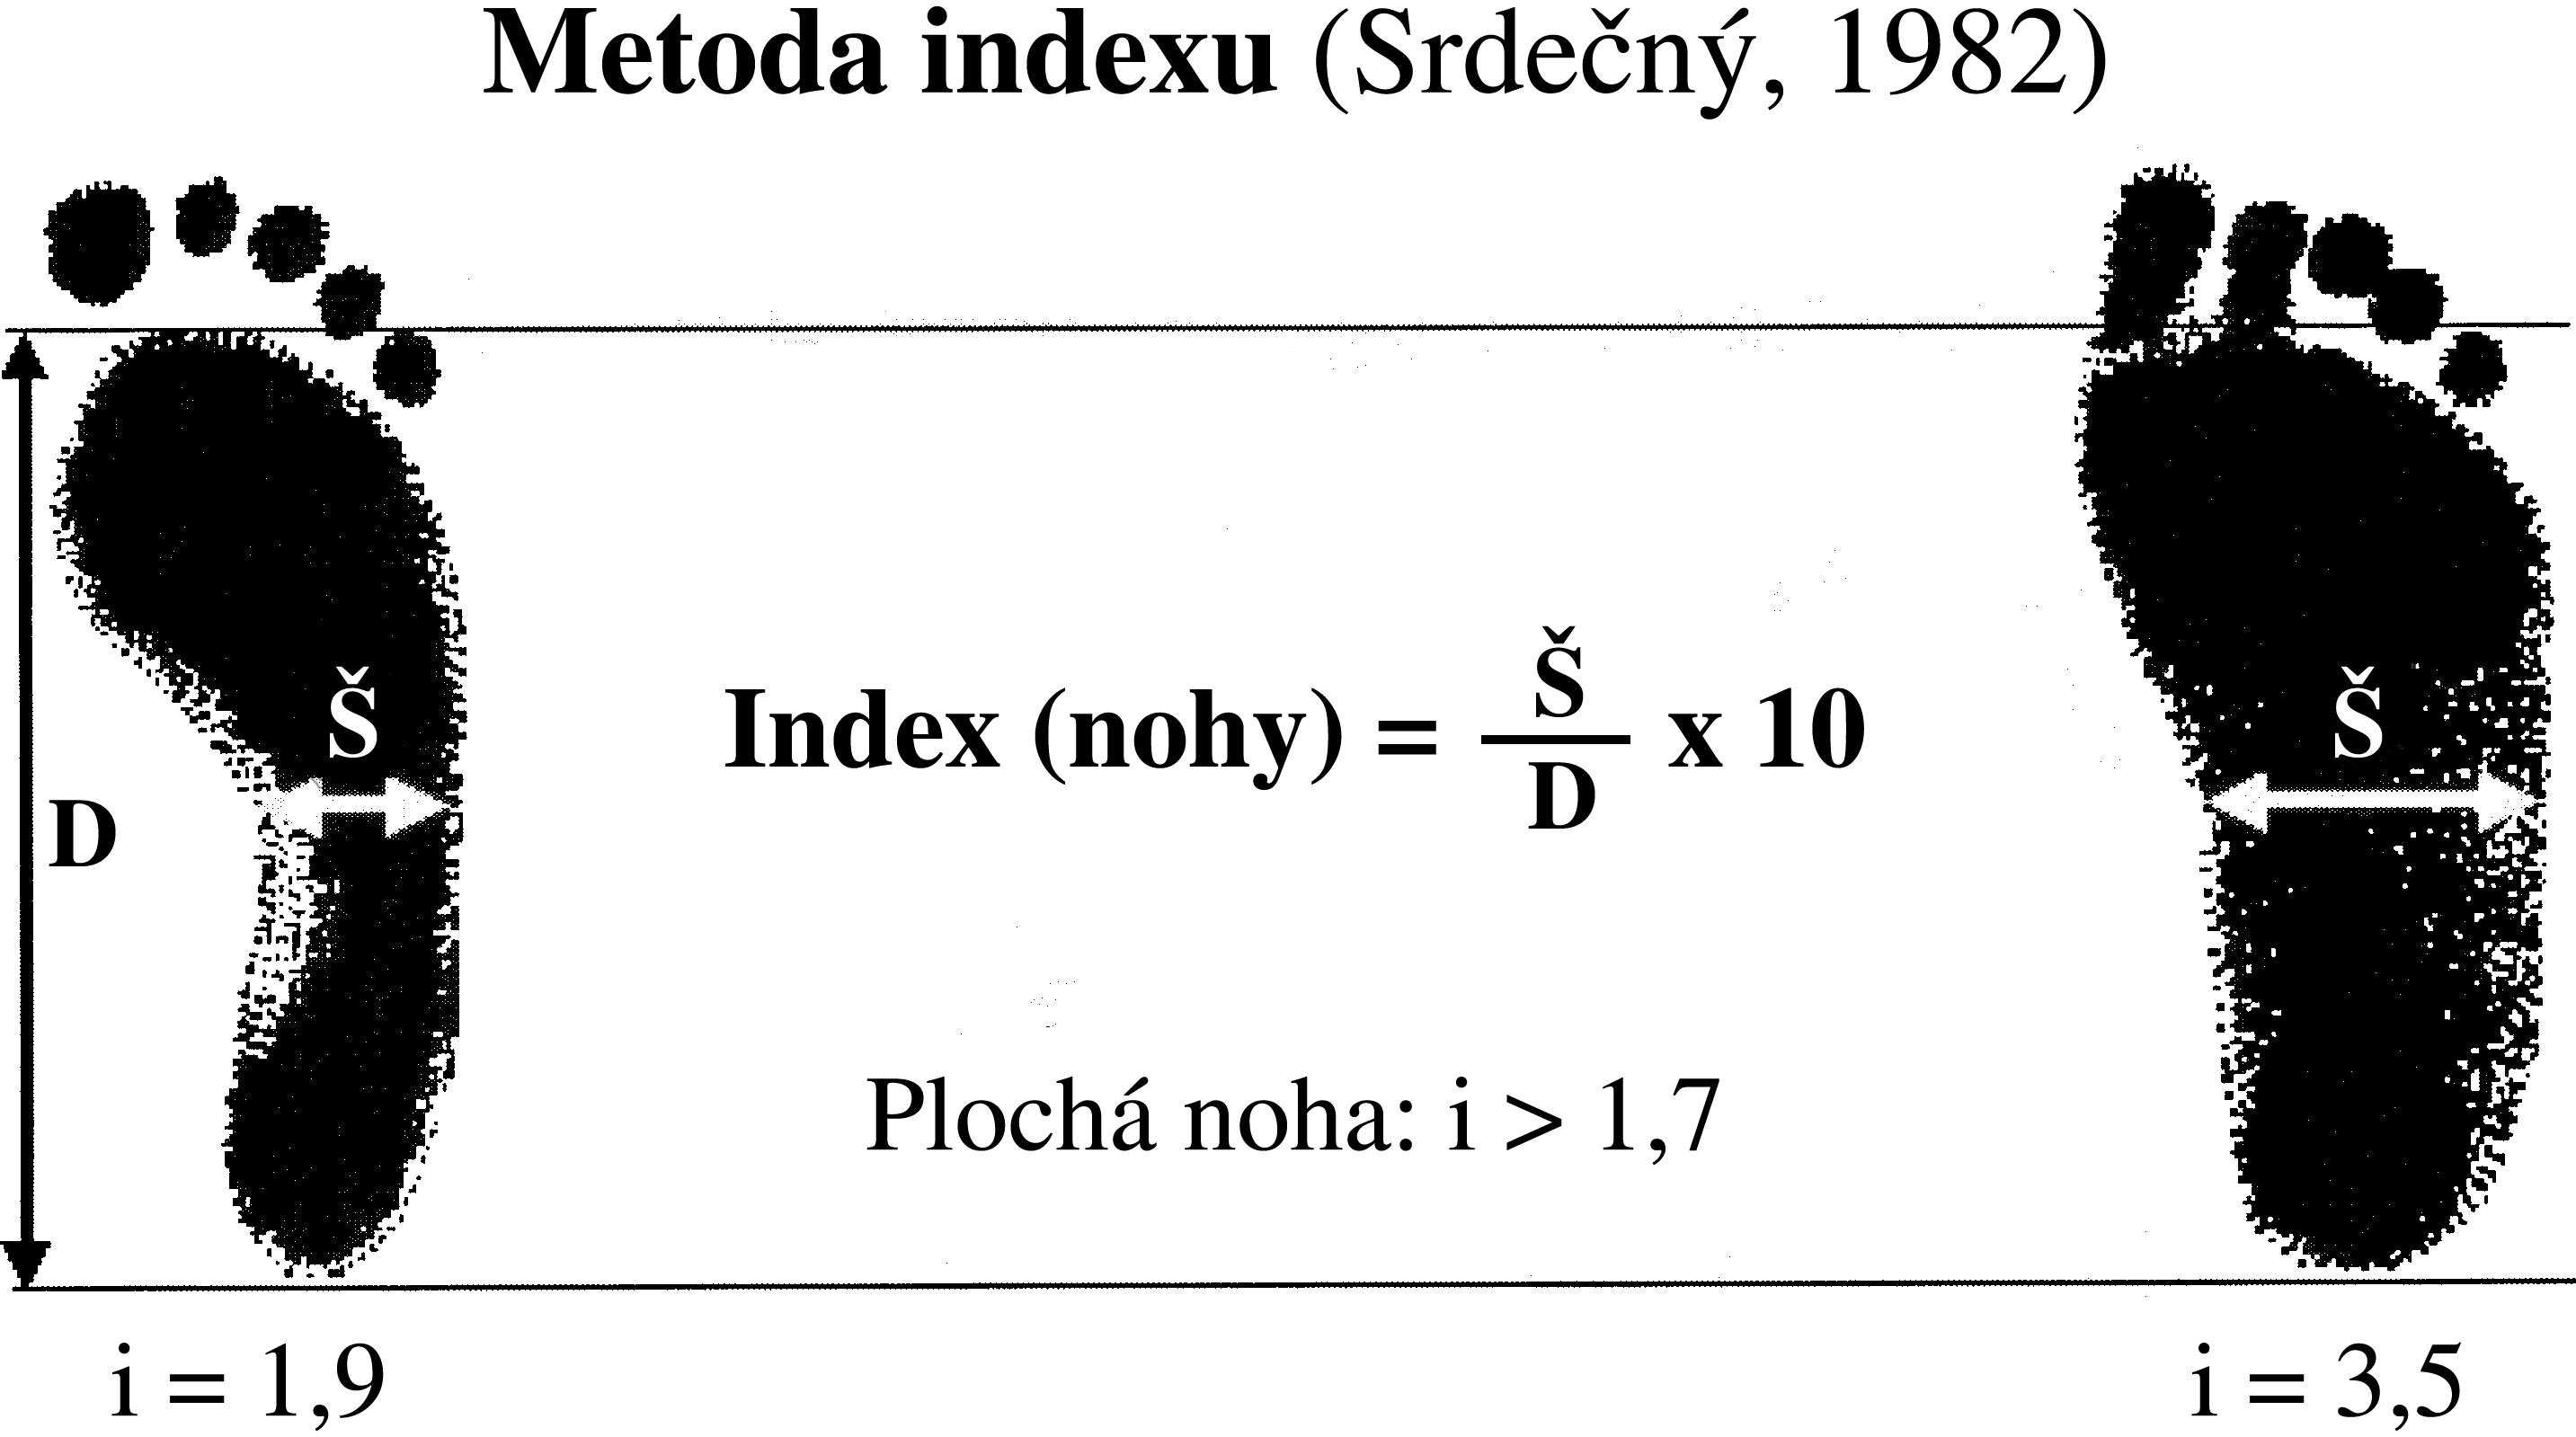 Metoda indexu (Srdečný, 1982)
Š
Š
Index (nohy) = Š/D x 10
D
Plochá noha: i > 1,7
i = 1,9
i = 3,5